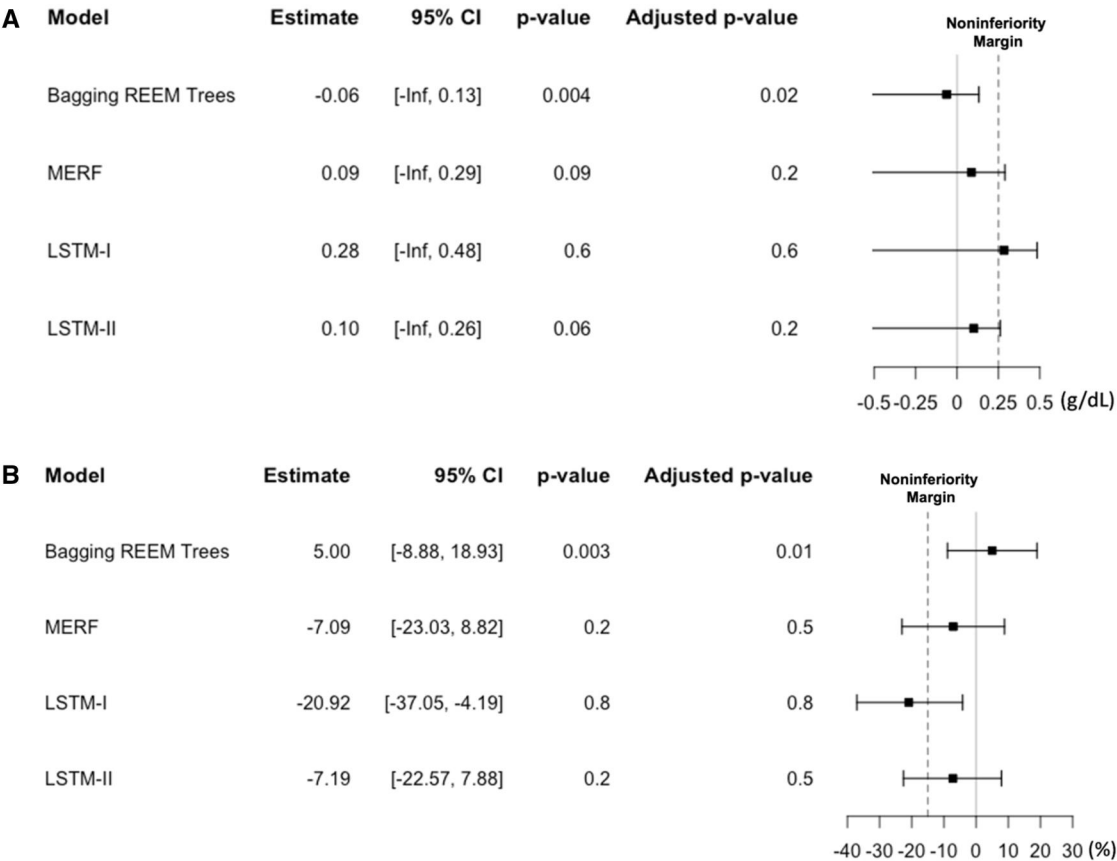 A
Model Estimate 95% CI p-value Adjusted p-value
Noninferiority
Margin
Bagging REEM Trees -0.06 [-Inf, 0.13] 0.004 0.02
MERF 0.09 [-Inf, 0.29] 0.09 0.2
LSTM-I 0.28 [-Inf, 0.48] 0.6 0.6
LSTM-II 0.10 [-Inf, 0.26] 0.06 0.2
-0.5 -0.25 0 0.25 0.5 (g/dL)
B
Model Estimate 95% CI p-value Adjusted p-value
Noninferiority
Margin
Bagging REEM Trees 5.00 [-8.88, 18.93] 0.003 0.01
MERF -7.09 [-23.03, 8.82] 0.2 0.5
LSTM-I -20.92 [-37.05, -4.19] 0.8 0.8
LSTM-II -7.19 [-22.57, 7.88] 0.2 0.5
-40 -30 -20 -10 0 10 20 30 (%)